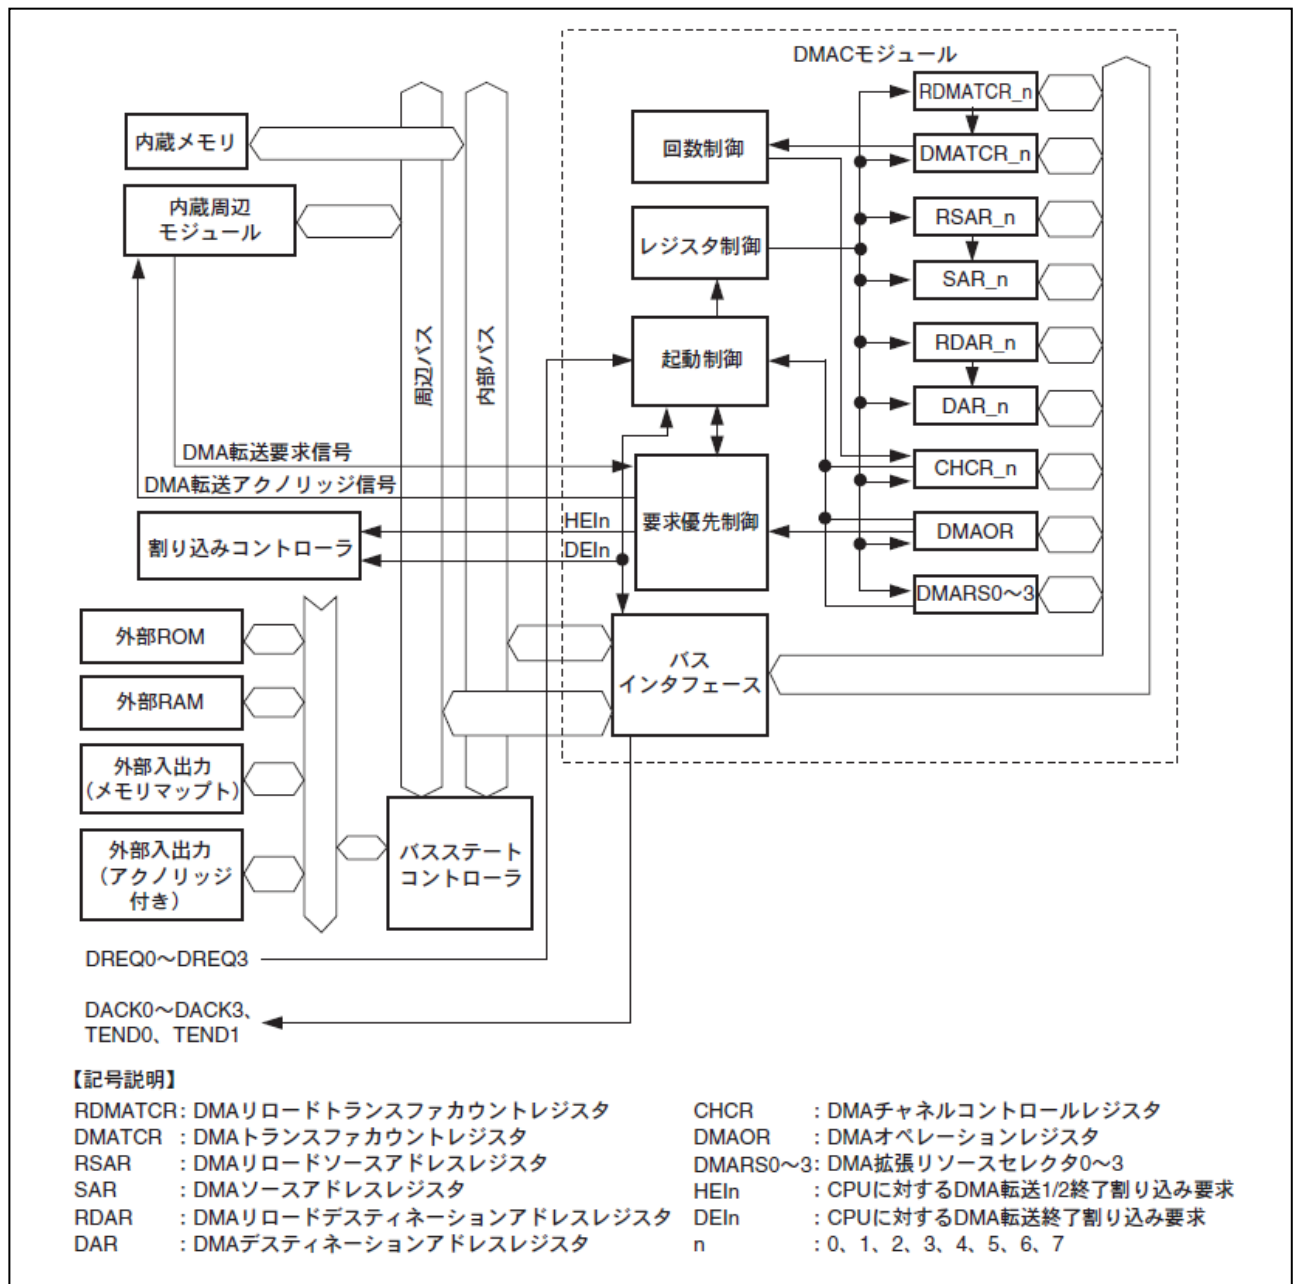 DMACモジュール
RDMATCR_n
内蔵メモリ
回数制御
DMATCR_n
内蔵周辺
モジュール
RSAR_n
レジスタ制御
SAR_n
周辺バス
内部バス
起動制御
RDAR_n
DAR_n
DMA転送要求信号
CHCR_n
DMA転送アクノリッジ信号
HEIn
要求優先制御
DMAOR
割り込みコントローラ
DEIn
DMARS0～3
外部ROM
バス
インタフェース
外部RAM
外部入出力
（メモリマップト）
外部入出力
（アクノリッジ
付き）
バスステート
コントローラ
DREQ0～DREQ3
DACK0～DACK3、
TEND0、TEND1
【記号説明】
RDMATCR：DMAリロードトランスファカウントレジスタ
DMATCR：DMAトランスファカウントレジスタ
RSAR：DMAリロードソースアドレスレジスタ
SAR：DMAソースアドレスレジスタ
RDAR：DMAリロードデスティネーションアドレスレジスタ
DAR：DMAデスティネーションアドレスレジスタ
CHCR：DMAチャネルコントロールレジスタ
DMAOR：DMAオペレーションレジスタ
DMARS0～3：DMA拡張リソースセレクタ0～3
HEIn：CPUに対するDMA転送1/2終了割り込み要求
DEIn：CPUに対するDMA転送終了割り込み要求
n：0、1、2、3、4、5、6、7